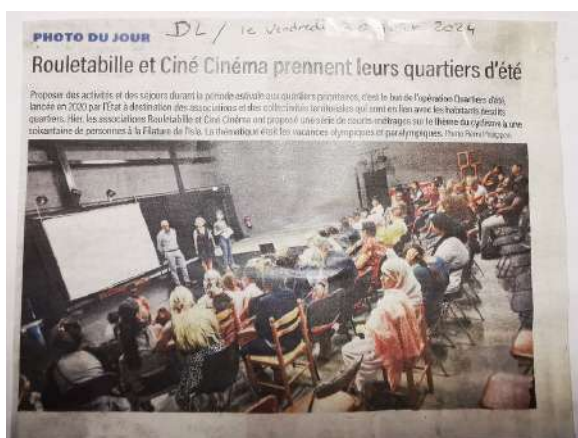 PHOTO DU JOUR DL / le vendredi 2024
Rouletabille et Ciné Cinéma prennent leurs quartiers d'été
Proposer des activités et des séjours durant la période estivale aux quartiers prioritaires, c'est le but de l'opération Quartiers d'été,
lancée en 2020 par l'État à destination des associations et des collectivités territoriales qui sont en lien avec les habitants desdits
quartiers. Hier, les associations Rouletabille et Ciné Cinéma ont proposé une série de courts-métrages sur le thème du cyclisme à une
soixantaine de personnes à la Filature de l'Isle. La thématique était les vacances olympiques et paralympiques. Photo